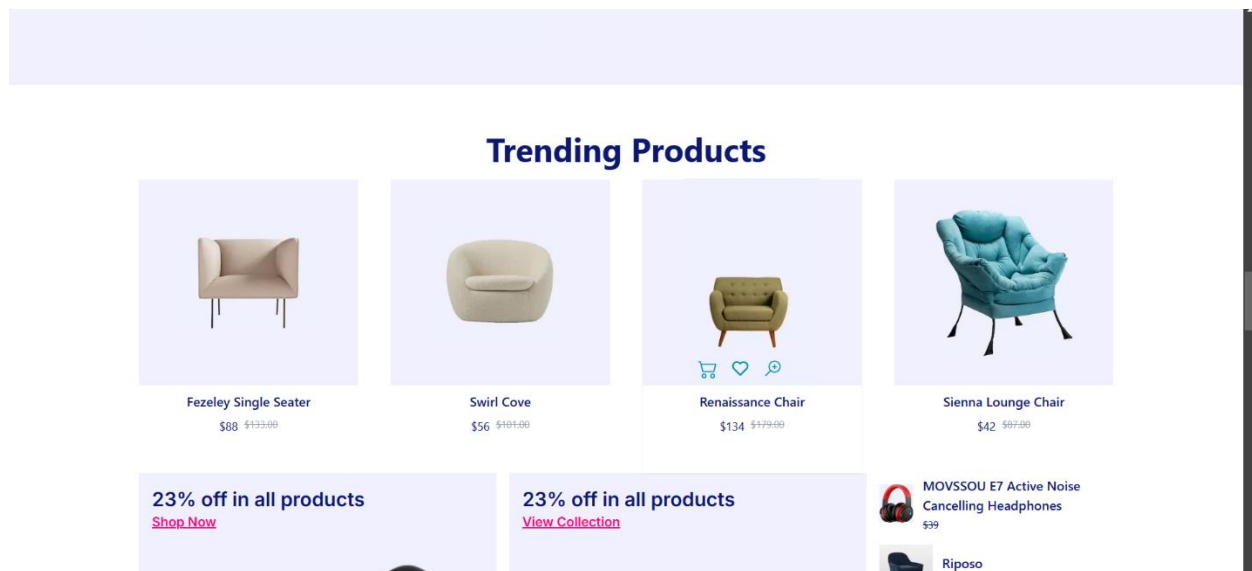 Trending Products
Fezeley Single Seater
$88 $133.00
Swirl Cove
$56 $101.00
Renaissance Chair
$134 $179.00
Sienna Lounge Chair
$42 $87.00
23% off in all products
Shop Now
23% off in all products
View Collection
MOVSSOU E7 Active Noise
Cancelling Headphones
$39
Riposo